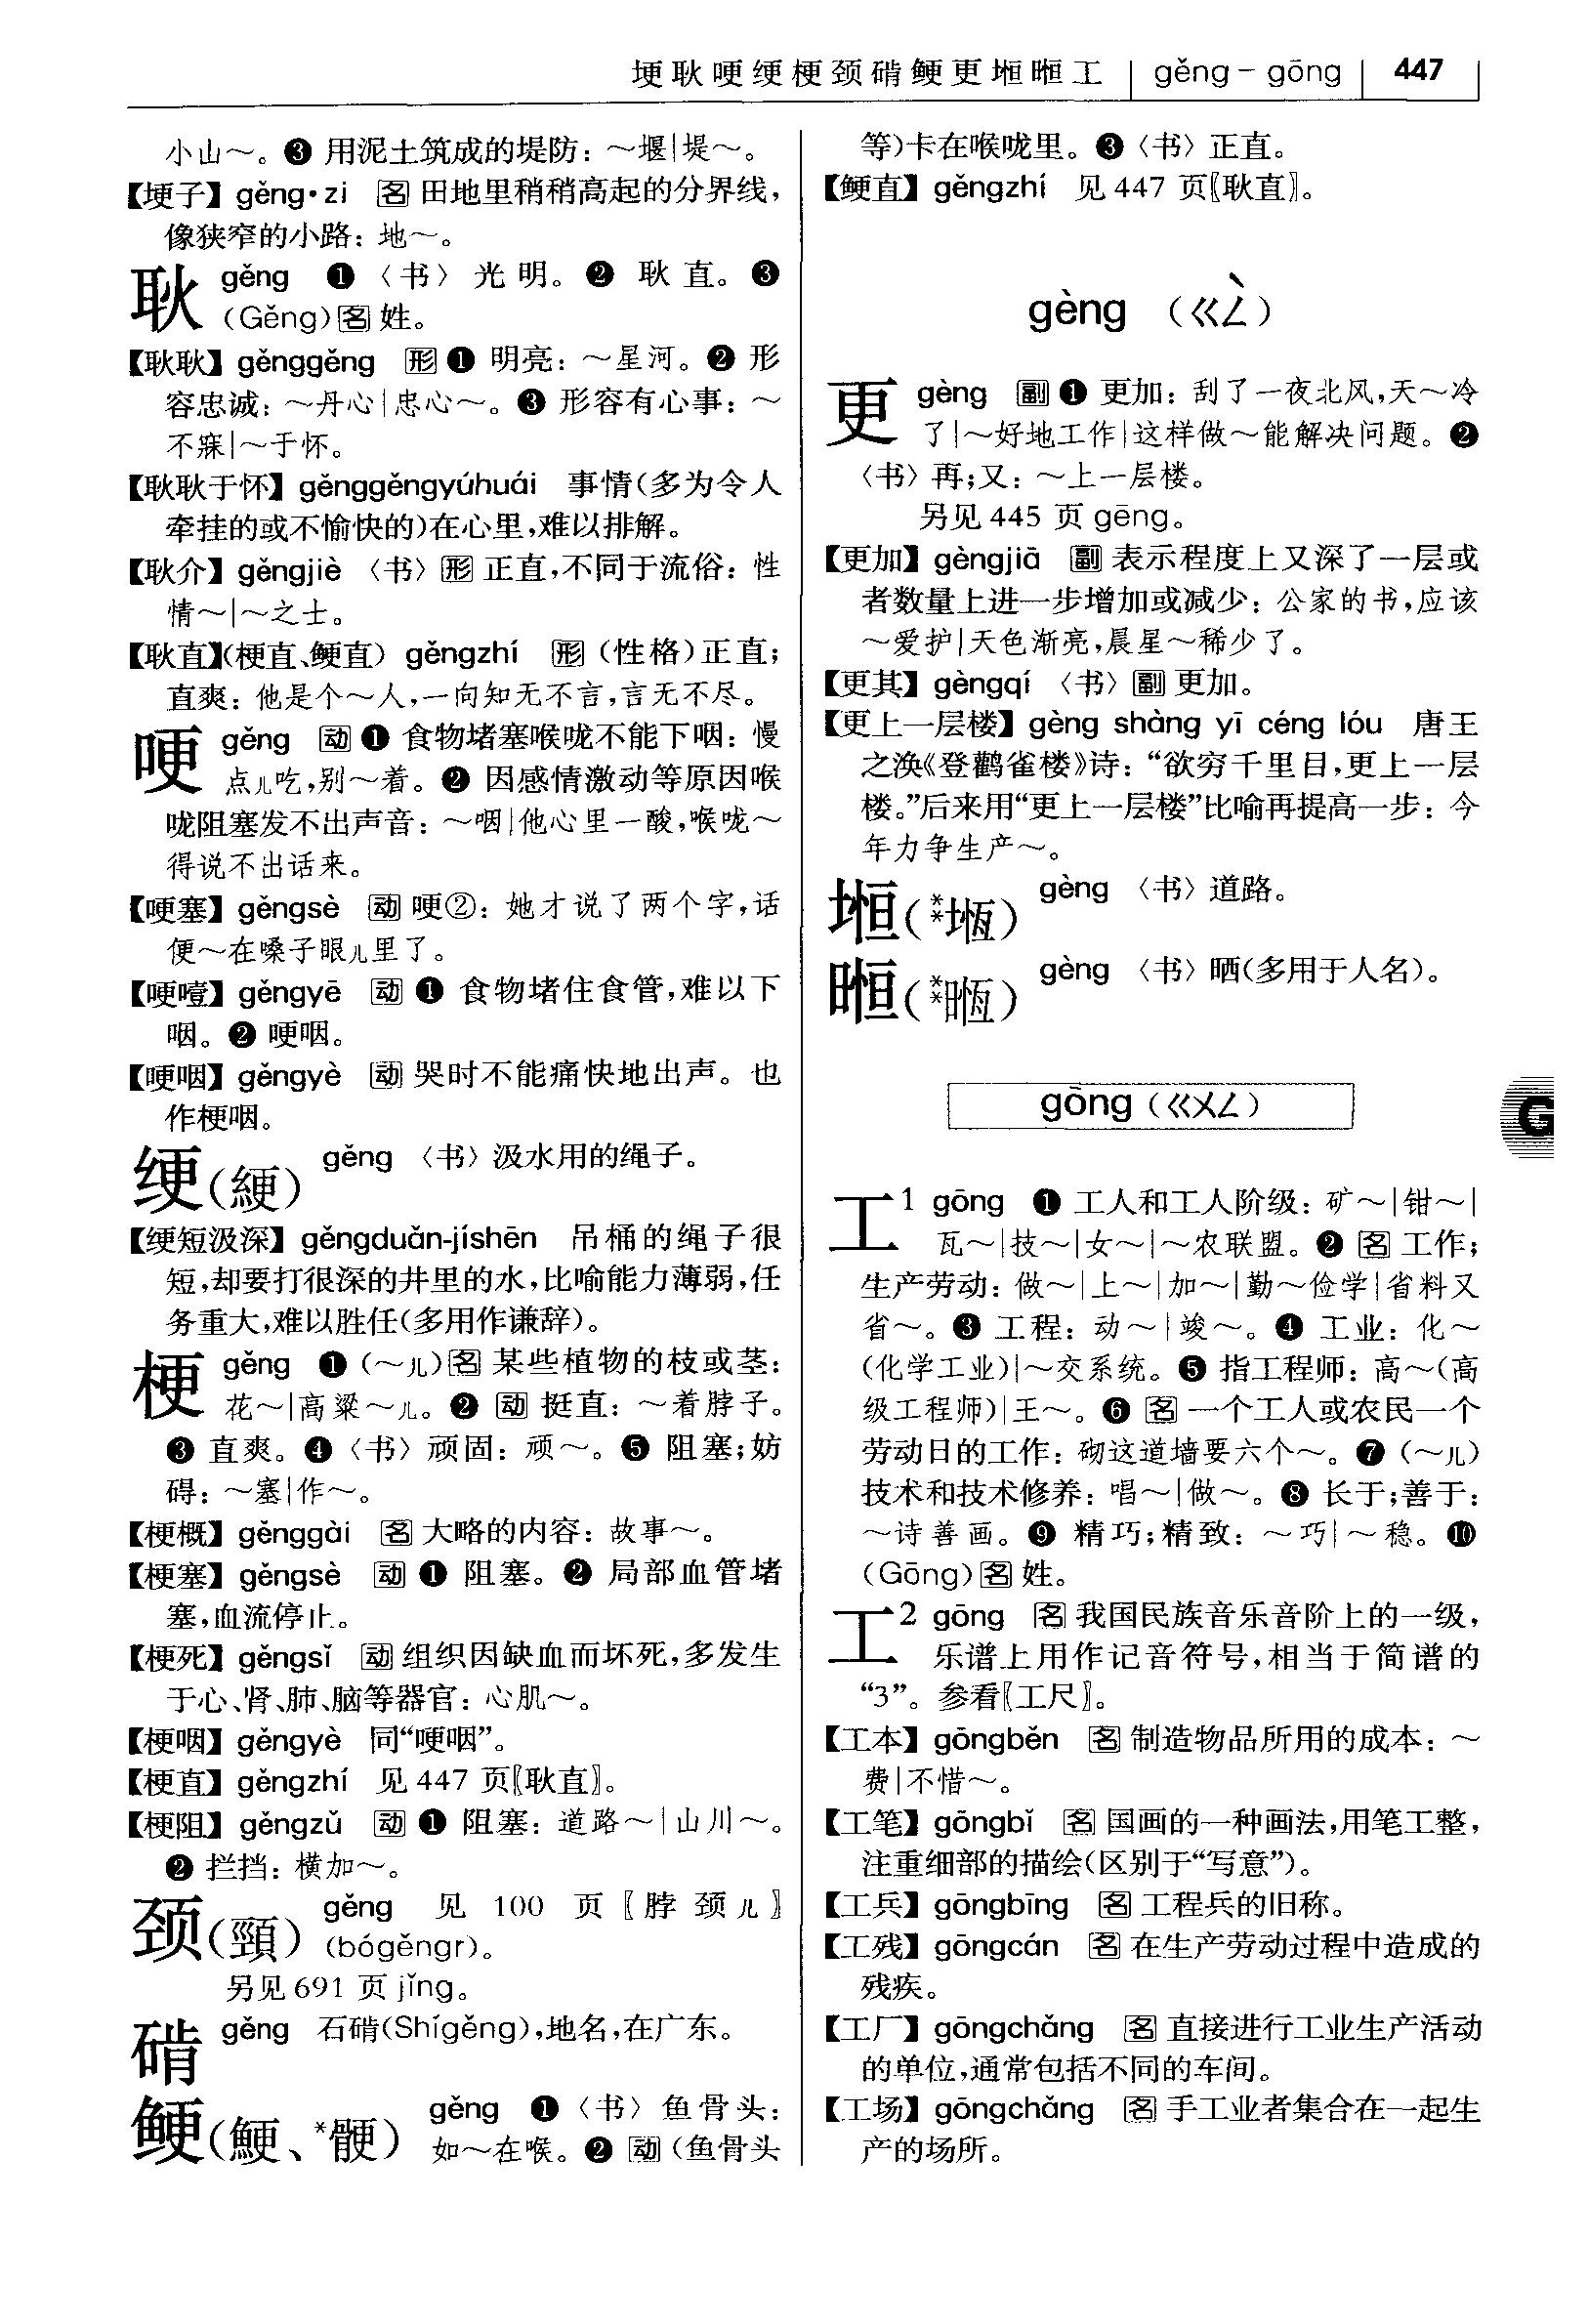 埂耿哽绠梗颈䃎鲠更堩暅工 gěng－gōng 447
小山～。❸ 用泥土筑成的堤防：～堰|堤～。
【埂子】gěng·zi 名 田地里稍稍高起的分界线，
像狭窄的小路：地～。
耿 gěng ❶〈书〉光明。❷ 耿直。❸
（Gěng）名 姓。
【耿耿】gěnggěng 形 ❶ 明亮：～星河。❷ 形
容忠诚：～丹心|忠心～。❸ 形容有心事：～
不寐|～于怀。
【耿耿于怀】gěnggěngyúhuái 事情（多为令人
牵挂的或不愉快的）在心里，难以排解。
【耿介】gěngjiè〈书〉形 正直，不同于流俗：性
情～|～之士。
【耿直】（梗直、鲠直）gěngzhí 形（性格）正直；
直爽：他是个～人，一向知无不言，言无不尽。
哽 gěng 动 ❶ 食物堵塞喉咙不能下咽：慢
点儿吃，别～着。❷ 因感情激动等原因喉
咙阻塞发不出声音：～咽|他心里一酸，喉咙～
得说不出话来。
【哽塞】gěngsè 动 哽②：她才说了两个字，话
便～在嗓子眼儿里了。
【哽噎】gěngyē 动 ❶ 食物堵住食管，难以下
咽。❷ 哽咽。
【哽咽】gěngyè 动 哭时不能痛快地出声。也
作梗咽。
绠（綆） gěng〈书〉汲水用的绳子。
【绠短汲深】gěngduǎn-jíshēn 吊桶的绳子很
短，却要打很深的井里的水，比喻能力薄弱，任
务重大，难以胜任（多用作谦辞）。
梗 gěng ❶（～儿）名 某些植物的枝或茎：
花～|高粱～儿。❷ 动 挺直：～着脖子。
❸ 直爽。❹〈书〉顽固：顽～。❺ 阻塞；妨
碍：～塞|作～。
【梗概】gěnggài 名 大略的内容：故事～。
【梗塞】gěngsè 动 ❶ 阻塞。❷ 局部血管堵
塞，血流停止。
【梗死】gěngsǐ 动 组织因缺血而坏死，多发生
于心、肾、肺、脑等器官：心肌～。
【梗咽】gěngyè 同“哽咽”。
【梗直】gěngzhí 见 447 页〖耿直〗。
【梗阻】gěngzǔ 动 ❶ 阻塞：道路～|山川～。
❷ 拦挡：横加～。
颈（頸） gěng 见 100 页〖脖颈儿〗
（bógěngr）。
另见 691 页 jǐng。
䃎 gěng 石䃎（Shígěng），地名，在广东。
鲠（鯁、*骾） gěng ❶〈书〉鱼骨头：
如～在喉。❷ 动（鱼骨头
等）卡在喉咙里。❸〈书〉正直。
【鲠直】gěngzhí 见 447 页〖耿直〗。
gèng （ㄍㄥˋ）
更 gèng 副 ❶ 更加：刮了一夜北风，天～冷
了|～好地工作|这样做～能解决问题。❷
〈书〉再；又：～上一层楼。
另见 445 页 gēng。
【更加】gèngjiā 副 表示程度上又深了一层或
者数量上进一步增加或减少：公家的书，应该
～爱护|天色渐亮，晨星～稀少了。
【更其】gèngqí〈书〉副 更加。
【更上一层楼】gèng shàng yī céng lóu 唐王
之涣《登鹳雀楼》诗：“欲穷千里目，更上一层
楼。”后来用“更上一层楼”比喻再提高一步：今
年力争生产～。
堩（**㙷） gèng〈书〉道路。
暅（**𣈶） gèng〈书〉晒（多用于人名）。
gōng（ㄍㄨㄥ）
工¹ gōng ❶ 工人和工人阶级：矿～|钳～|
瓦～|技～|女～|～农联盟。❷ 名 工作；
生产劳动：做～|上～|加～|勤～俭学|省料又
省～。❸ 工程：动～|竣～。❹ 工业：化～
（化学工业）|～交系统。❺ 指工程师：高～（高
级工程师）|王～。❻ 名 一个工人或农民一个
劳动日的工作：砌这道墙要六个～。❼（～儿）
技术和技术修养：唱～|做～。❽ 长于；善于：
～诗善画。❾ 精巧；精致：～巧|～稳。❿
（Gōng）名 姓。
工² gōng 名 我国民族音乐音阶上的一级，
乐谱上用作记音符号，相当于简谱的
“3”。参看〖工尺〗。
【工本】gōngběn 名 制造物品所用的成本：～
费|不惜～。
【工笔】gōngbǐ 名 国画的一种画法，用笔工整，
注重细部的描绘（区别于“写意”）。
【工兵】gōngbīng 名 工程兵的旧称。
【工残】gōngcán 名 在生产劳动过程中造成的
残疾。
【工厂】gōngchǎng 名 直接进行工业生产活动
的单位，通常包括不同的车间。
【工场】gōngchǎng 名 手工业者集合在一起生
产的场所。
G